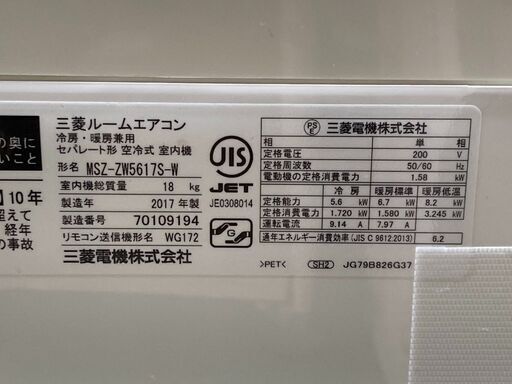 の奥に
いこと
10年
超えて
経年
の事故
三菱ルームエアコン
冷房・暖房兼用
セパレート形 空冷式 室内機
形名 MSZ-ZW5617S-W
室内機総質量 18 kg
製造年 2017 年製
製造番号 70109194
リモコン送信機形名 WG172
三菱電機株式会社
JIS
JET
JE0308014
PS
E
三菱電機株式会社
相 単 相
定格電圧 200 V
定格周波数 50/60 Hz
電動機の定格消費電力 1.58 kW
冷 房 暖房標準 暖房低温
定格能力 5.6 kW 6.7 kW 8.2 kW
定格消費電力 1.720 kW 1.580 kW 3.245 kW
運転電流 9.14 A 7.97 A
通年エネルギー消費効率(JIS C 9612:2013) 6.2
>PET< SH2 JG79B826G37